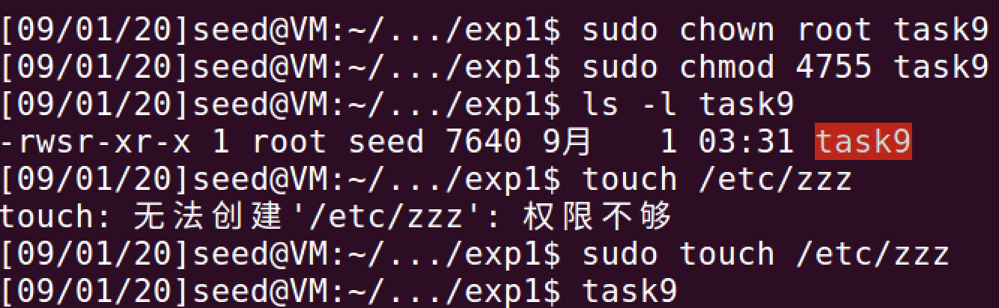 [09/01/20]seed@VM:~/.../exp1$ sudo chown root task9
[09/01/20]seed@VM:~/.../exp1$ sudo chmod 4755 task9
[09/01/20]seed@VM:~/.../exp1$ ls -l task9
-rwsr-xr-x 1 root seed 7640 9月   1 03:31 task9
[09/01/20]seed@VM:~/.../exp1$ touch /etc/zzz
touch: 无法创建'/etc/zzz': 权限不够
[09/01/20]seed@VM:~/.../exp1$ sudo touch /etc/zzz
[09/01/20]seed@VM:~/.../exp1$ task9